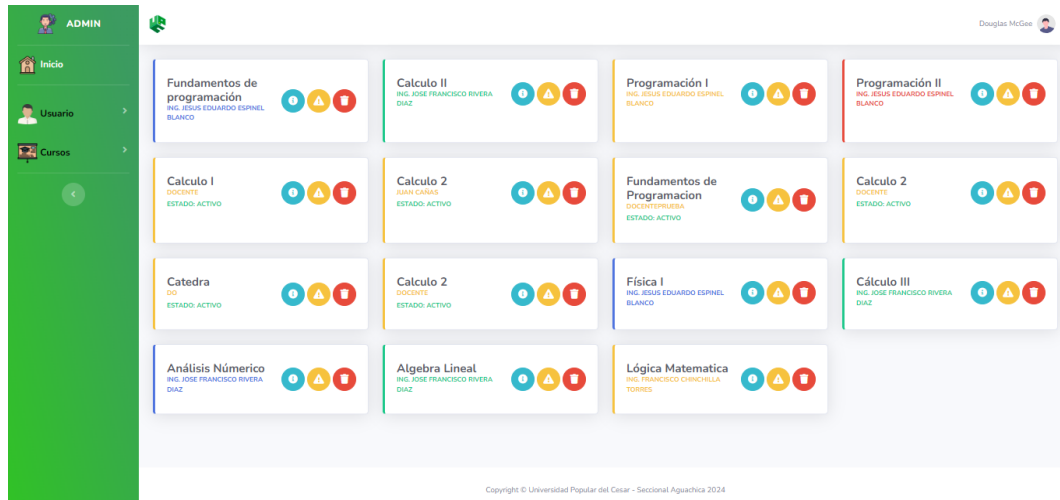 ADMIN
Douglas McGee
Inicio
Usuario
Cursos
Fundamentos de
programación
ING. JESUS EDUARDO ESPINEL
BLANCO
Calculo II
ING. JOSE FRANCISCO RIVERA
DIAZ
Programación I
ING. JESUS EDUARDO ESPINEL
BLANCO
Programación II
ING. JESUS EDUARDO ESPINEL
BLANCO
Calculo I
DOCENTE
ESTADO: ACTIVO
Calculo 2
JUAN CAÑAS
ESTADO: ACTIVO
Fundamentos de
Programacion
DOCENTEPRUEBA
ESTADO: ACTIVO
Calculo 2
DOCENTE
ESTADO: ACTIVO
Catedra
DO
ESTADO: ACTIVO
Calculo 2
DOCENTE
ESTADO: ACTIVO
Física I
ING. JESUS EDUARDO ESPINEL
BLANCO
Cálculo III
ING. JOSE FRANCISCO RIVERA
DIAZ
Análisis Númerico
ING. JOSE FRANCISCO RIVERA
DIAZ
Algebra Lineal
ING. JOSE FRANCISCO RIVERA
DIAZ
Lógica Matematica
ING. FRANCISCO CHINCHILLA
TORRES
Copyright © Universidad Popular del Cesar - Seccional Aguachica 2024